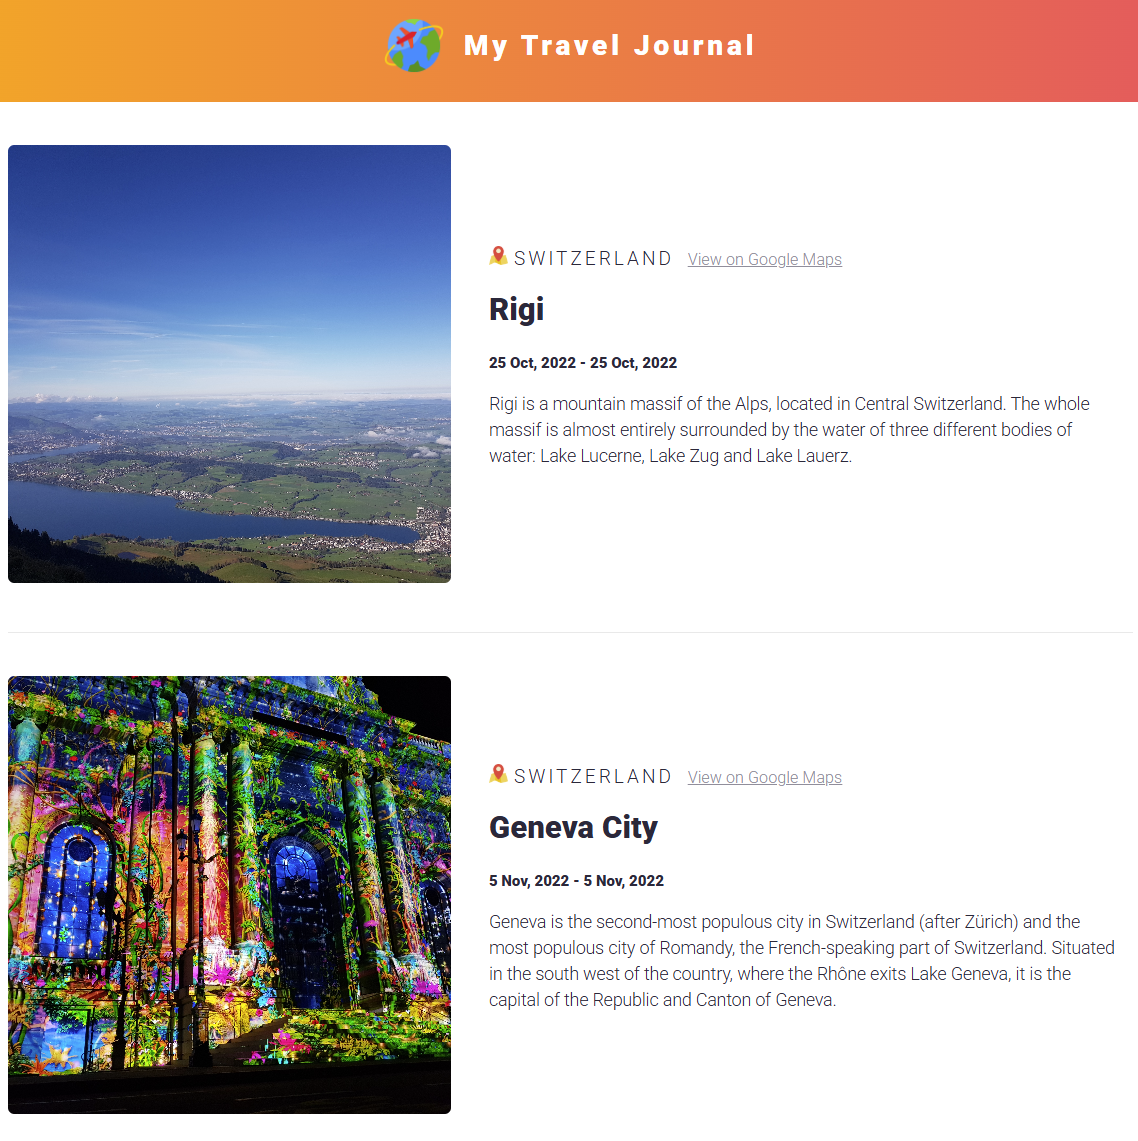 My Travel Journal
SWITZERLAND View on Google Maps
Rigi
25 Oct, 2022 - 25 Oct, 2022
Rigi is a mountain massif of the Alps, located in Central Switzerland. The whole
massif is almost entirely surrounded by the water of three different bodies of
water: Lake Lucerne, Lake Zug and Lake Lauerz.
SWITZERLAND View on Google Maps
Geneva City
5 Nov, 2022 - 5 Nov, 2022
Geneva is the second-most populous city in Switzerland (after Zürich) and the
most populous city of Romandy, the French-speaking part of Switzerland. Situated
in the south west of the country, where the Rhône exits Lake Geneva, it is the
capital of the Republic and Canton of Geneva.